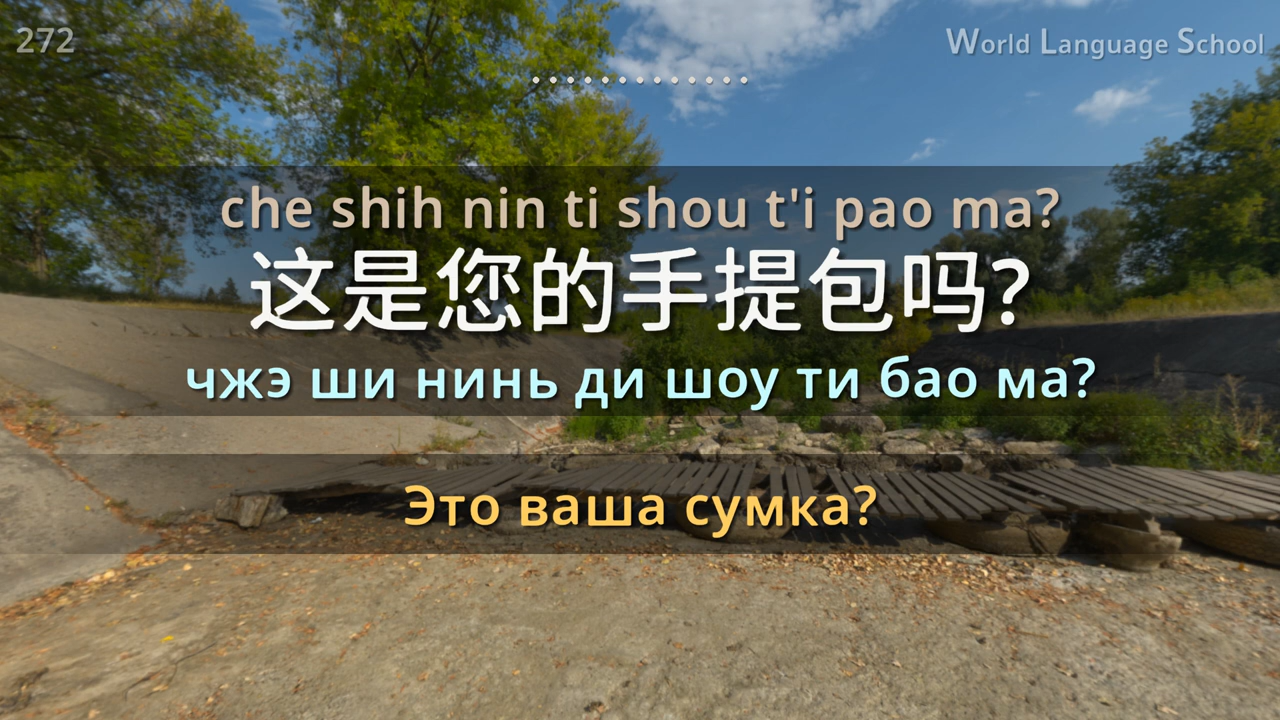 272
World Language School
che shih nin ti shou t'i pao ma?
这是您的手提包吗?
чжэ ши нинь ди шоу ти бао ма?
Это ваша сумка?